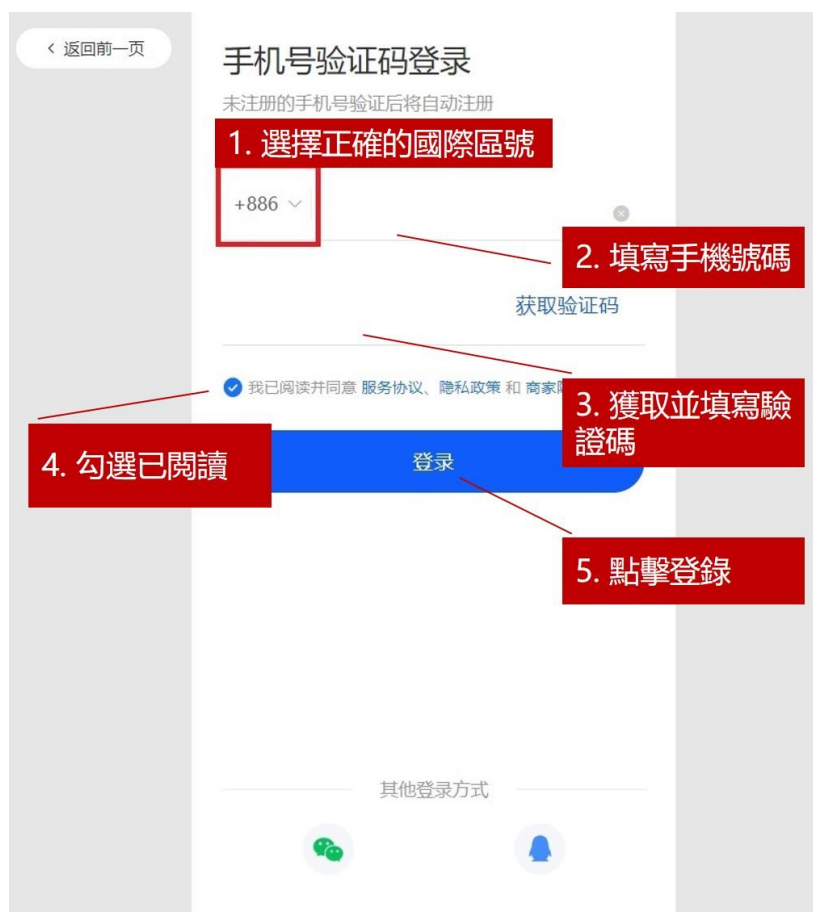 返回前一页
手机号验证码登录
未注册的手机号验证后将自动注册
1. 選擇正確的國際區號
+886
2. 填寫手機號碼
获取验证码
我已阅读并同意 服务协议、隐私政策 和 商家
3. 獲取並填寫驗
證碼
4. 勾選已閱讀
登录
5. 點擊登錄
其他登录方式